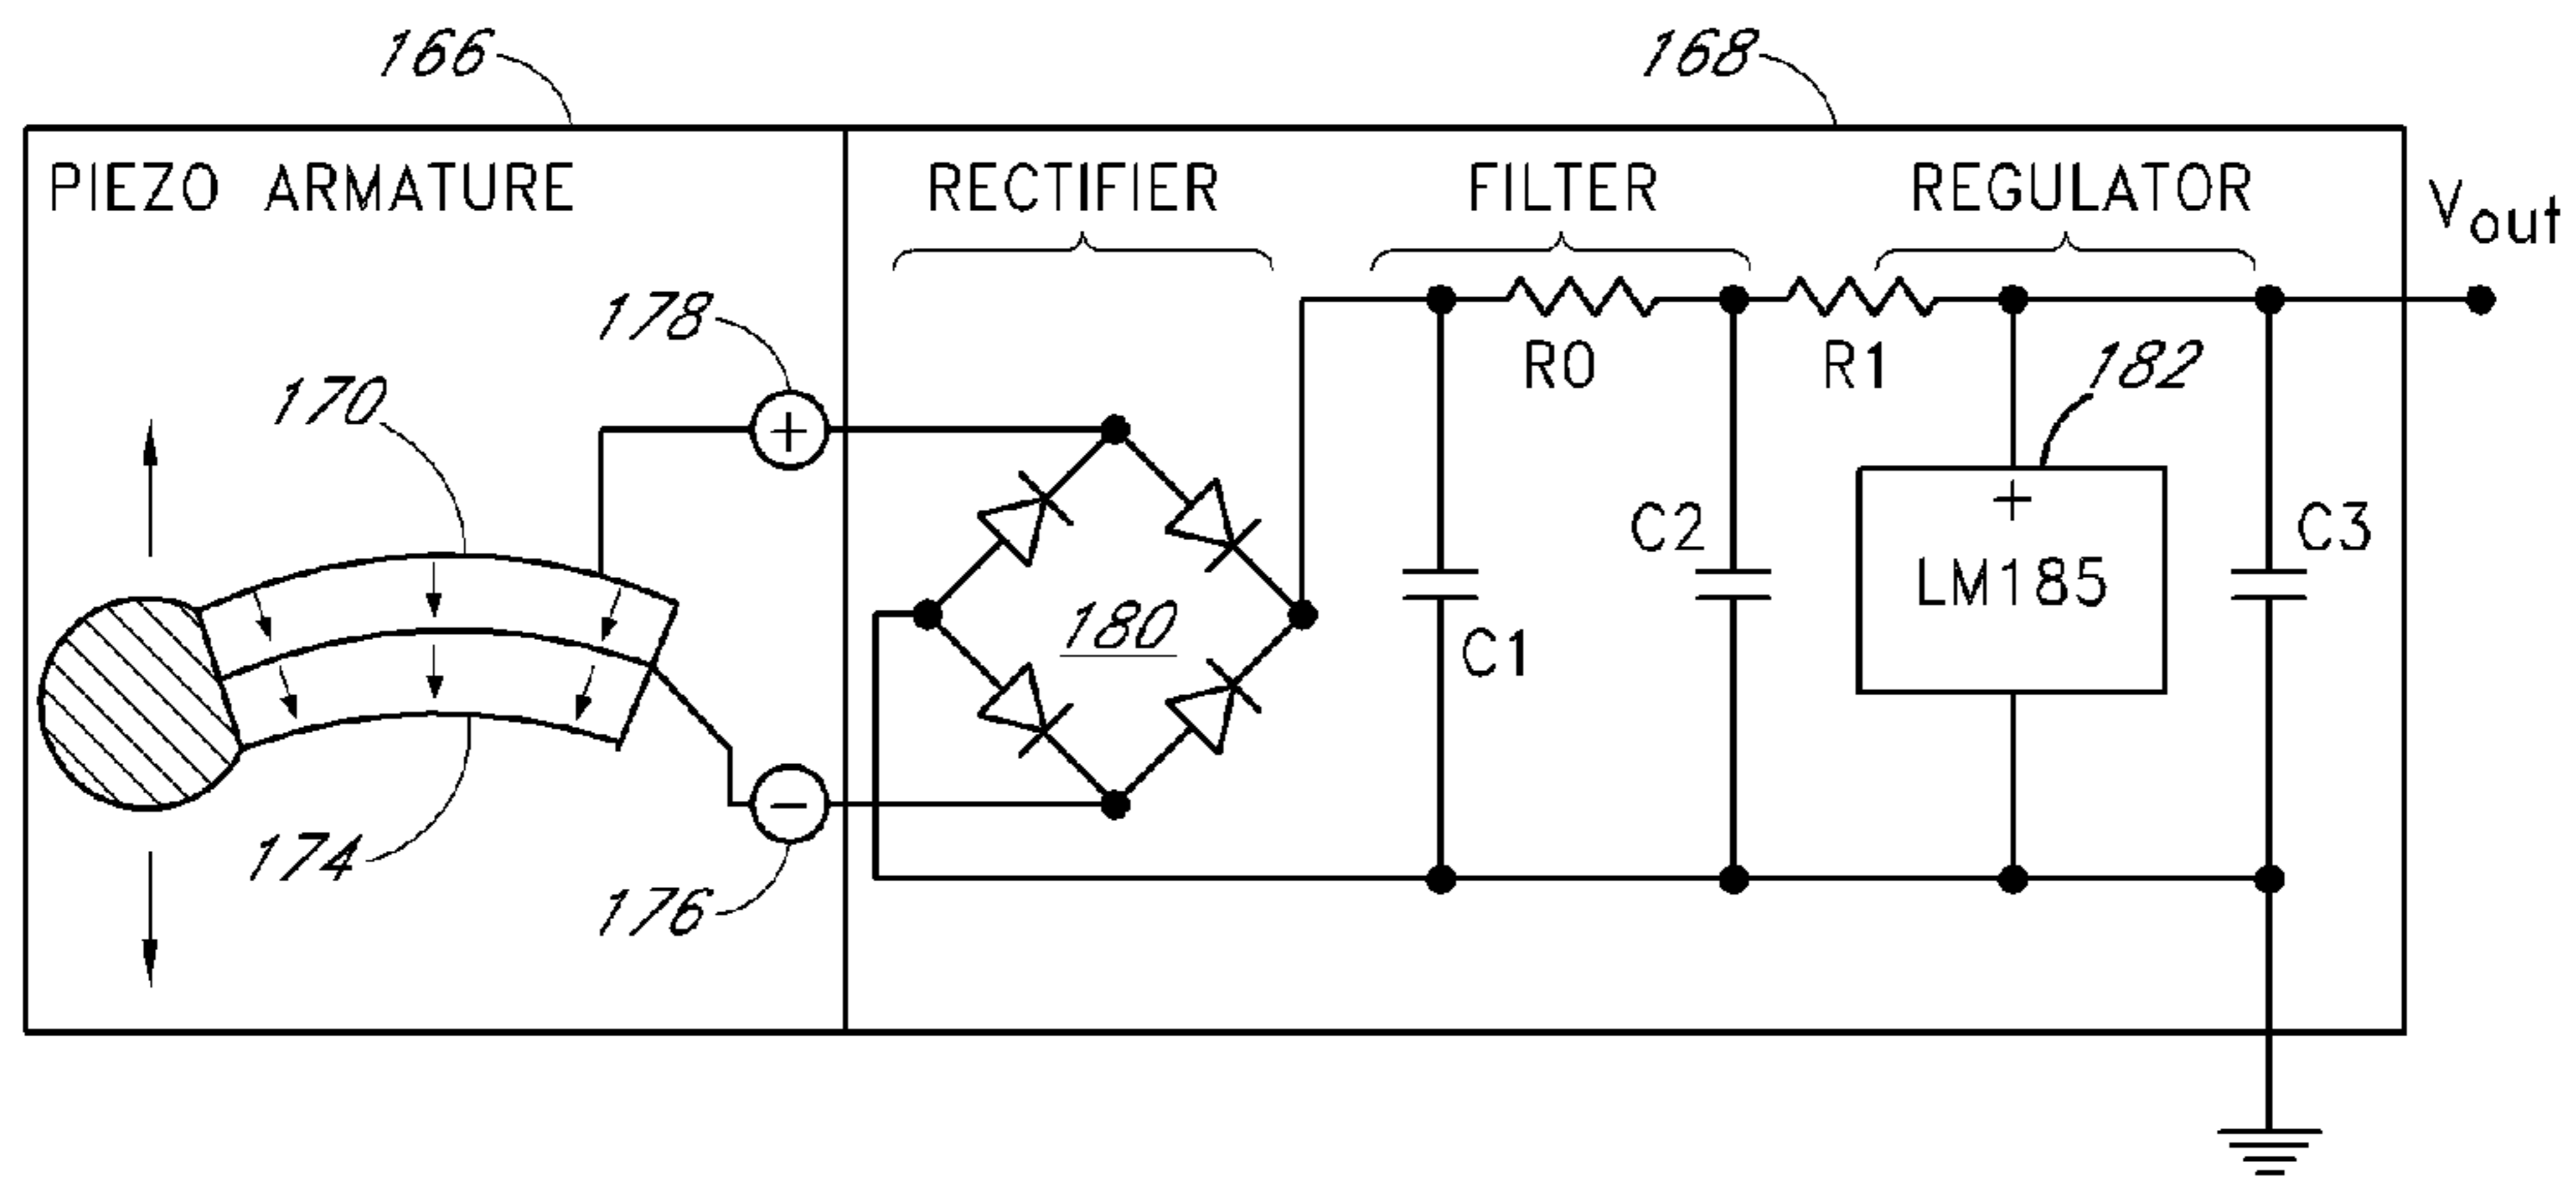 166
168
PIEZO ARMATURE
RECTIFIER
FILTER
REGULATOR
Vout
178
170
+
R0
R1
182
+
C2
C3
LM185
180
C1
−
174
176